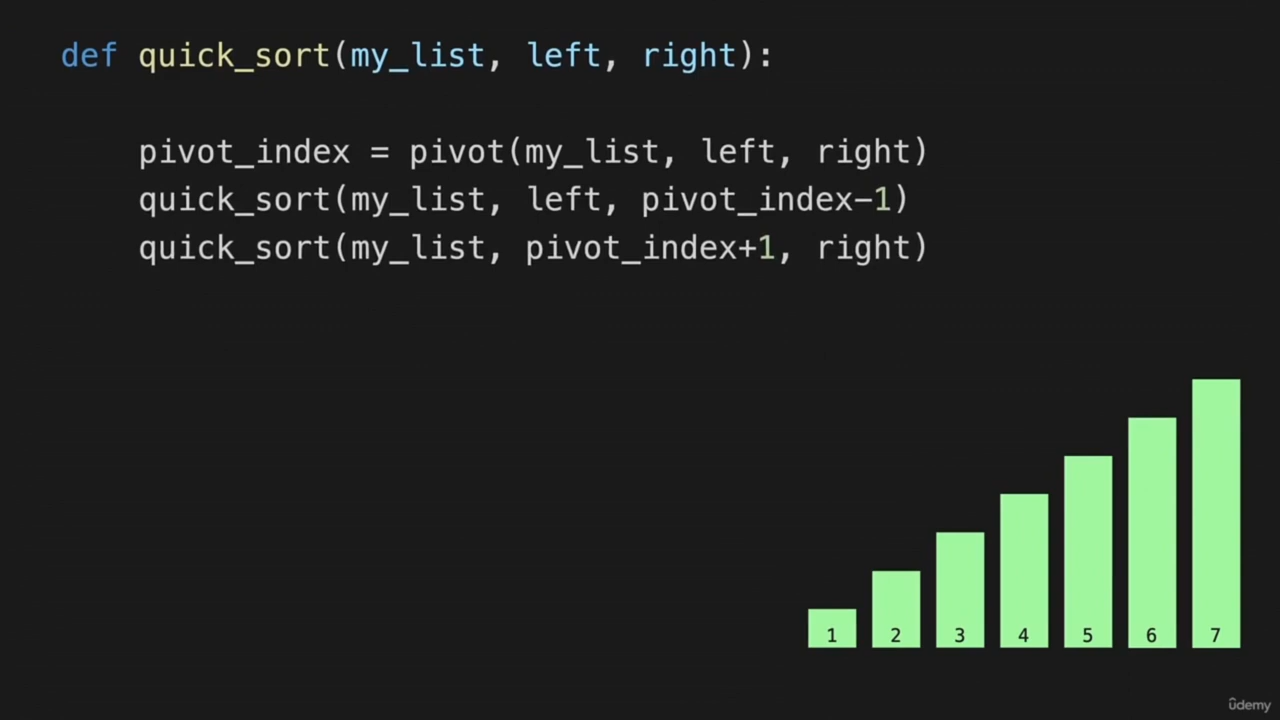 def quick_sort(my_list, left, right):
pivot_index = pivot(my_list, left, right)
quick_sort(my_list, left, pivot_index-1)
quick_sort(my_list, pivot_index+1, right)
1 2 3 4 5 6 7
udemy